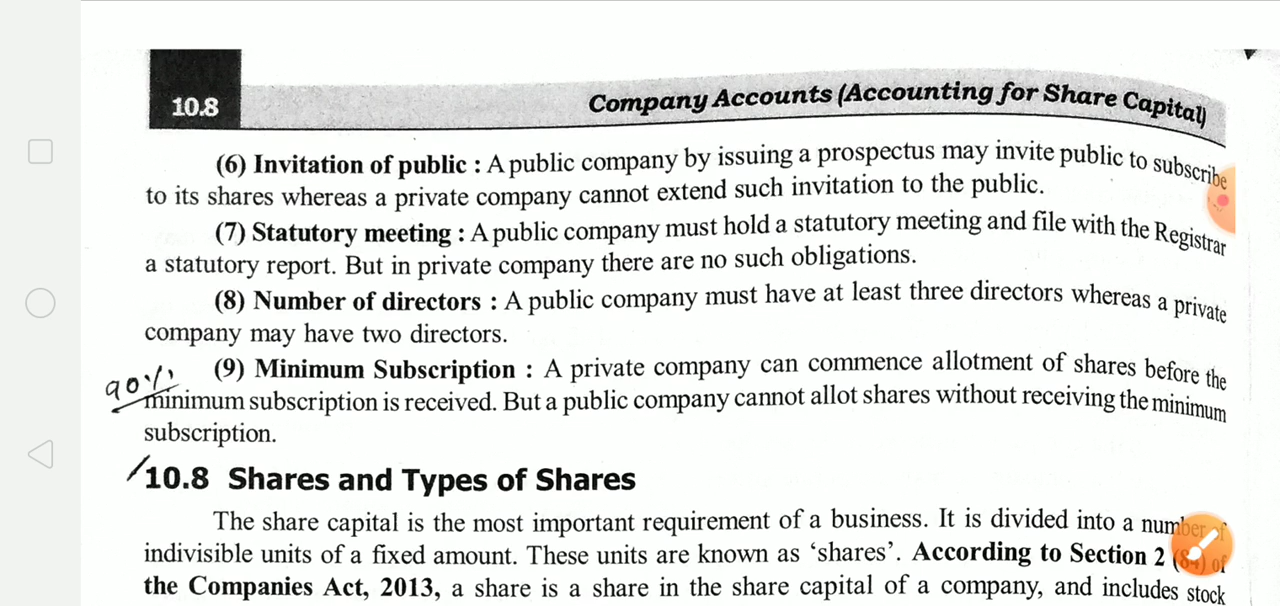 10.8
Company Accounts (Accounting for Share Capital)
(6) Invitation of public : A public company by issuing a prospectus may invite public to subscribe
to its shares whereas a private company cannot extend such invitation to the public.
(7) Statutory meeting : A public company must hold a statutory meeting and file with the Registrar
a statutory report. But in private company there are no such obligations.
(8) Number of directors : A public company must have at least three directors whereas a private
company may have two directors.
(9) Minimum Subscription : A private company can commence allotment of shares before the
90%
minimum subscription is received. But a public company cannot allot shares without receiving the minimum
subscription.
10.8 Shares and Types of Shares
The share capital is the most important requirement of a business. It is divided into a number of
indivisible units of a fixed amount. These units are known as ‘shares’. According to Section 2 (84) of
the Companies Act, 2013, a share is a share in the share capital of a company, and includes stock